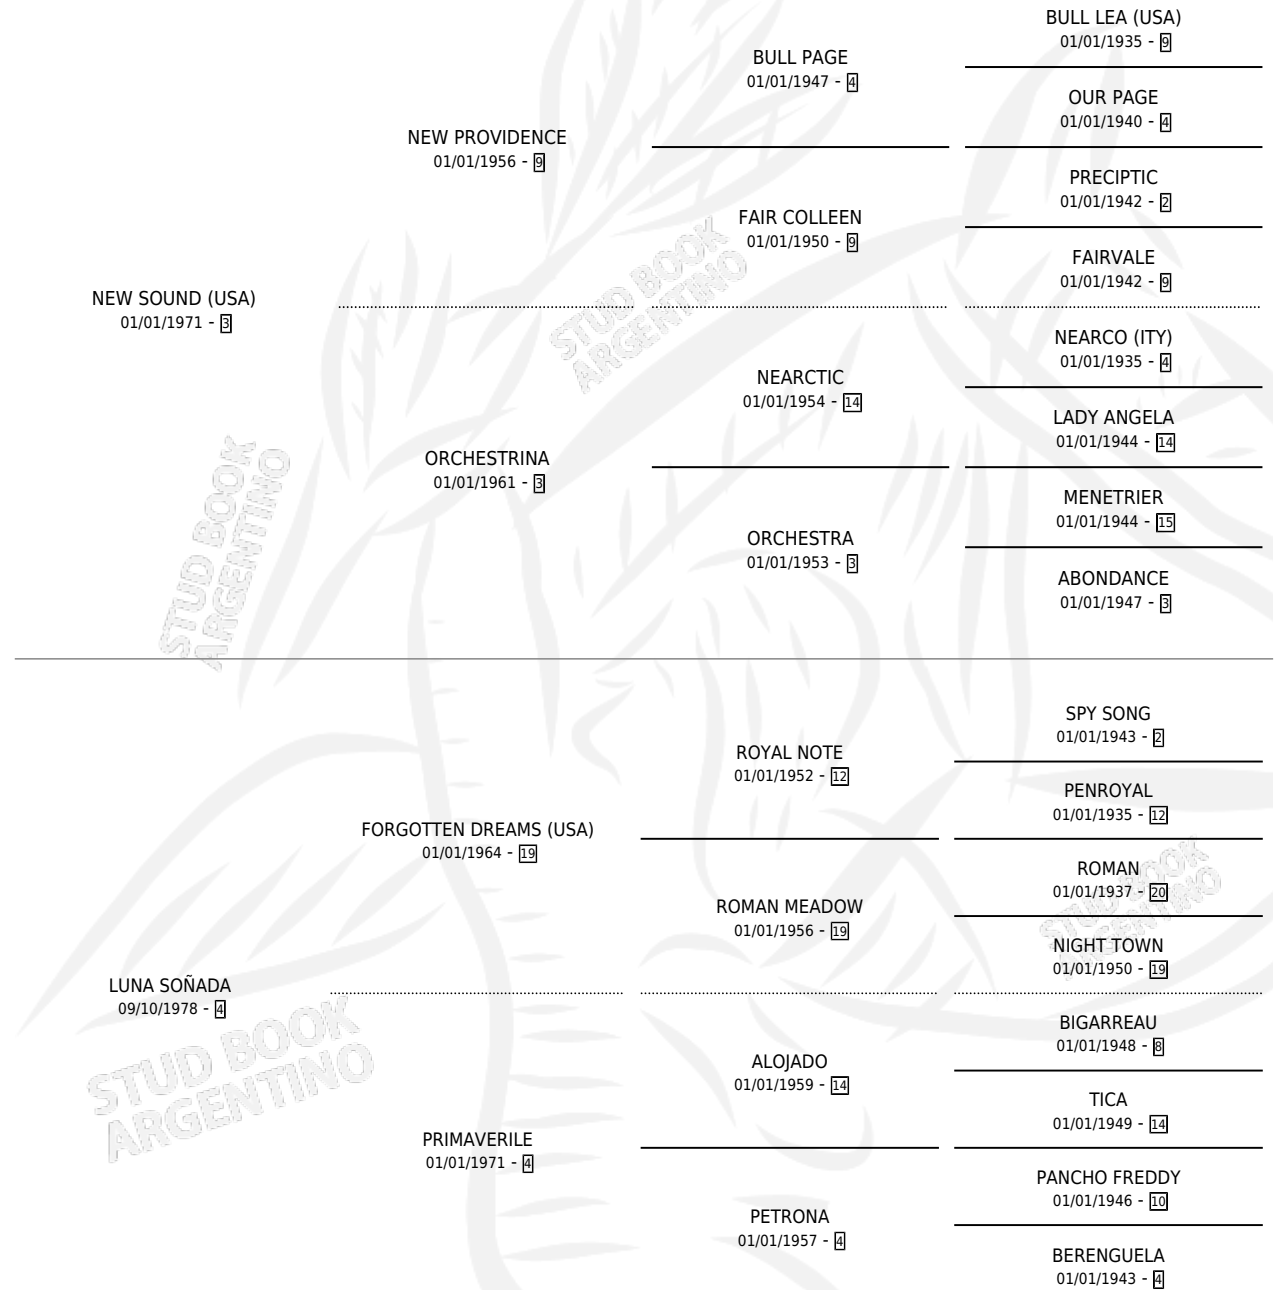 BULL LEA (USA)
01/01/1935 - 9
BULL PAGE
01/01/1947 - 4
OUR PAGE
01/01/1940 - 4
NEW PROVIDENCE
01/01/1956 - 9
PRECIPTIC
01/01/1942 - 2
FAIR COLLEEN
01/01/1950 - 9
FAIRVALE
01/01/1942 - 9
NEW SOUND (USA)
01/01/1971 - 3
STUD BOOK
ARGENTINO
NEARCO (ITY)
01/01/1935 - 4
NEARCTIC
01/01/1954 - 14
LADY ANGELA
01/01/1944 - 14
ORCHESTRINA
01/01/1961 - 3
MENETRIER
01/01/1944 - 15
ORCHESTRA
01/01/1953 - 3
ABONDANCE
01/01/1947 - 3
STUD BOOK
ARGENTINO
SPY SONG
01/01/1943 - 2
ROYAL NOTE
01/01/1952 - 12
PENROYAL
01/01/1935 - 12
FORGOTTEN DREAMS (USA)
01/01/1964 - 19
ROMAN
01/01/1937 - 20
ROMAN MEADOW
01/01/1956 - 19
STUD BOOK
ARGENTINO
NIGHT TOWN
01/01/1950 - 19
LUNA SOÑADA
09/10/1978 - 4
BIGARREAU
01/01/1948 - 8
STUD BOOK
ARGENTINO
ALOJADO
01/01/1959 - 14
TICA
01/01/1949 - 14
PRIMAVERILE
01/01/1971 - 4
PANCHO FREDDY
01/01/1946 - 10
PETRONA
01/01/1957 - 4
BERENGUELA
01/01/1943 - 4